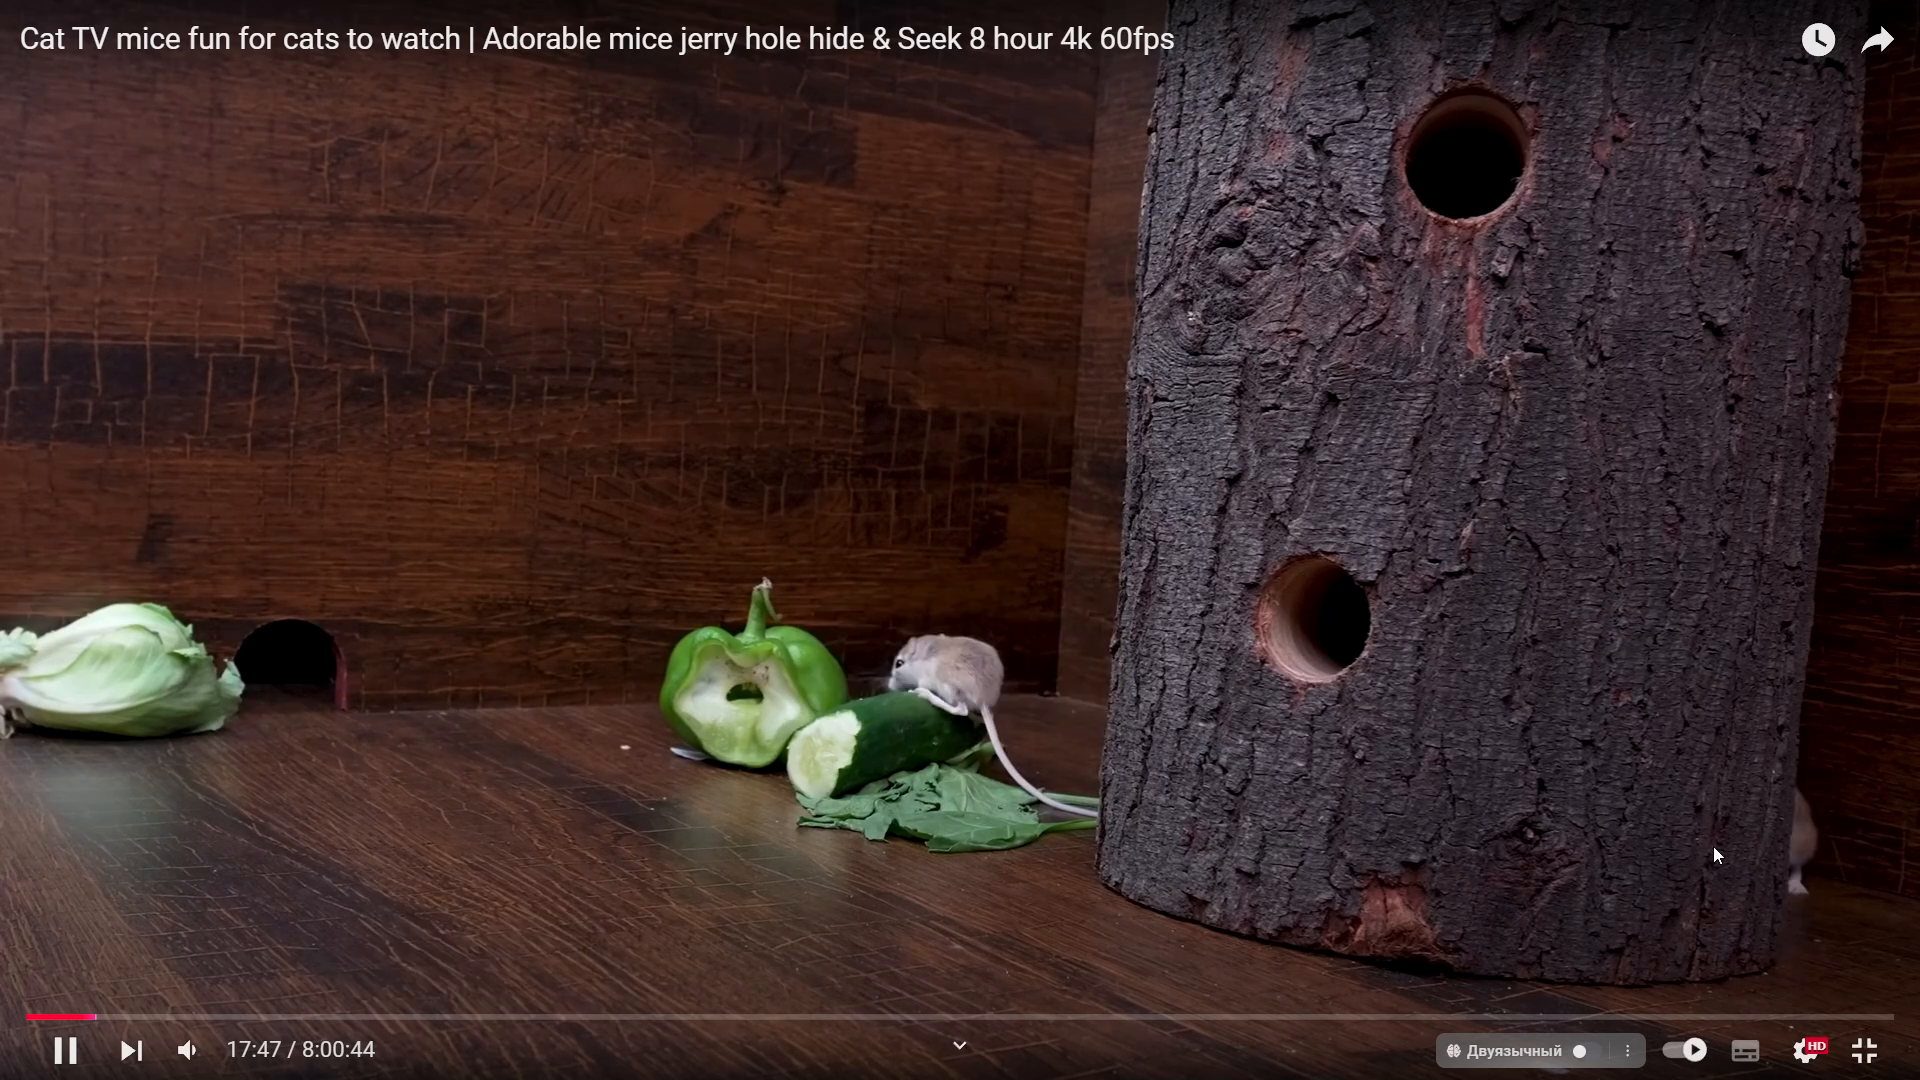 Cat TV mice fun for cats to watch | Adorable mice jerry hole hide & Seek 8 hour 4k 60fps
17:47 / 8:00:44
Двуязычный
HD